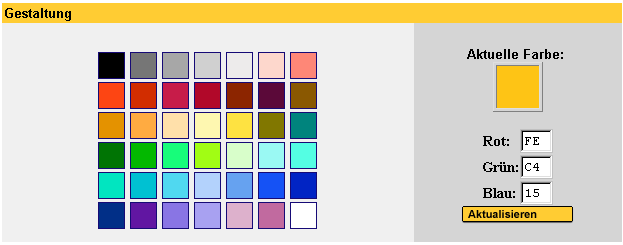 Gestaltung
Aktuelle Farbe:
Rot: FE
Grün: C4
Blau: 15
Aktualisieren